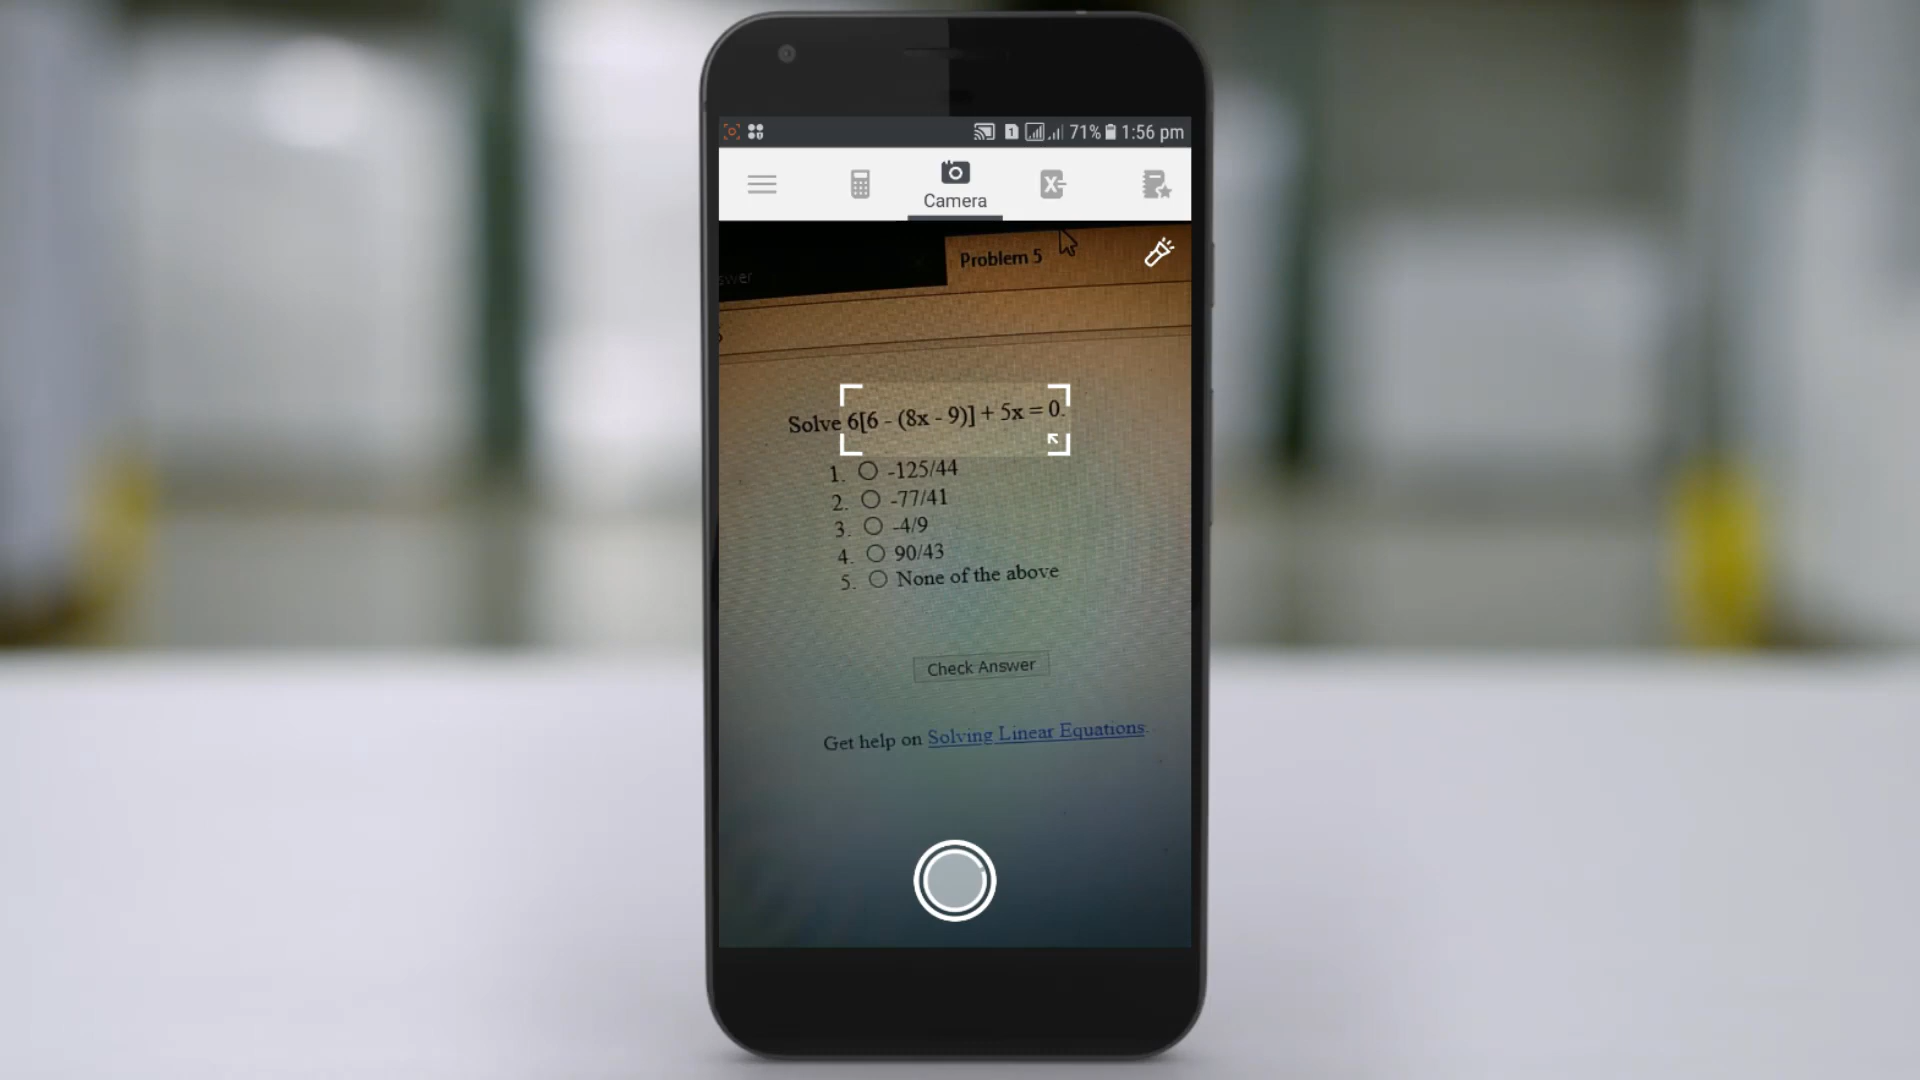 1 71% 1:56 pm
Camera
Problem 5
Solve 6[6 - (8x - 9)] + 5x = 0.
1. -125/44
2. -77/41
3. -4/9
4. 90/43
5. None of the above
Check Answer
Get help on Solving Linear Equations.